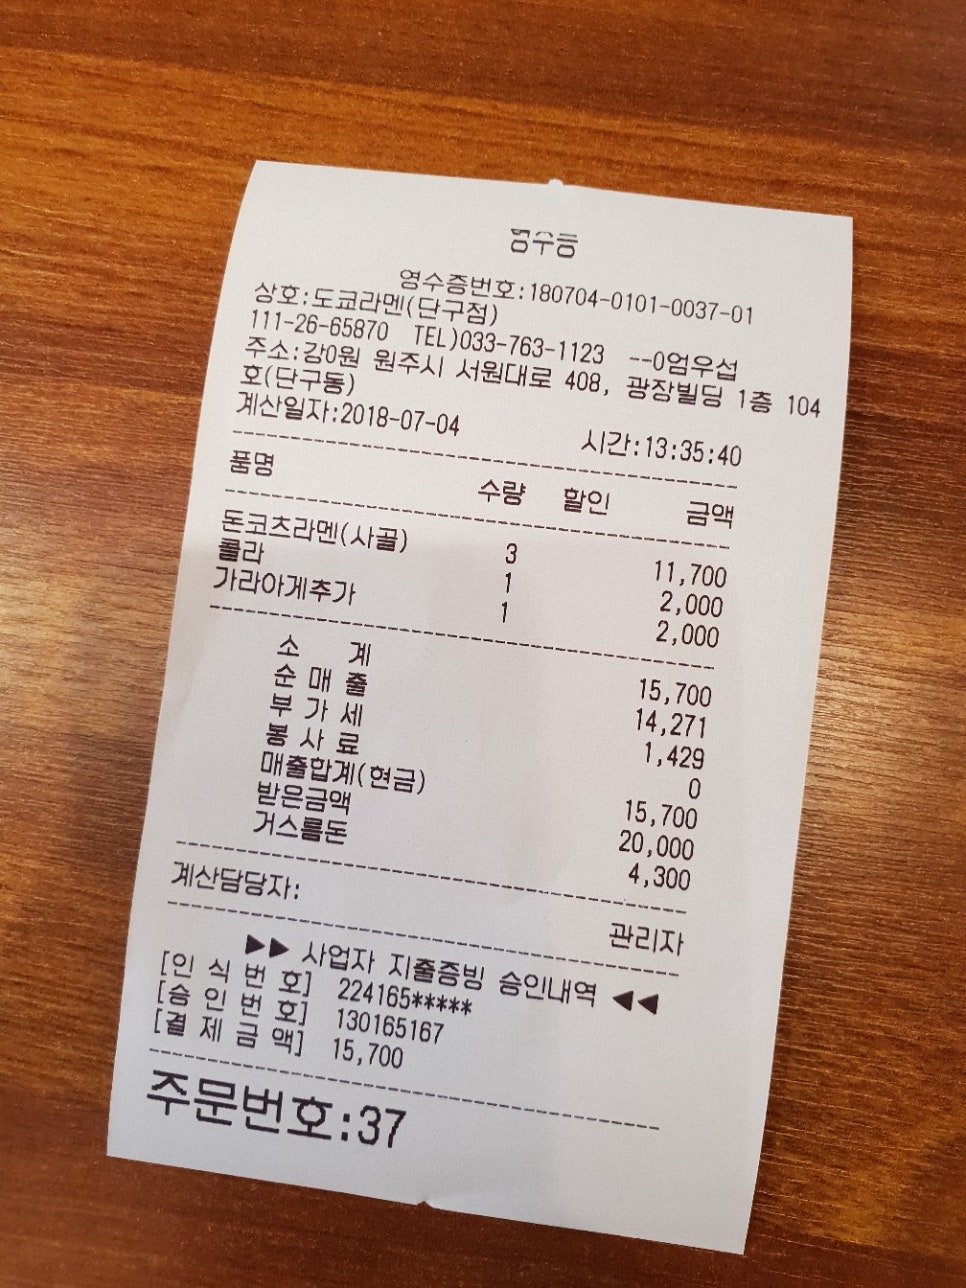 영수증
영수증번호:180704-0101-0037-01
상호:도쿄라멘(단구점)
111-26-65870 TEL)033-763-1123 --0엄우섭
주소:강0원 원주시 서원대로 408, 광장빌딩 1층 104
호(단구동)
계산일자:2018-07-04 시간:13:35:40
품명 수량 할인 금액
돈코츠라멘(사골) 3 11,700
콜라 1 2,000
가라아게추가 1 2,000
소 계 15,700
순 매 출 14,271
부 가 세 1,429
봉 사 료 0
매출합계(현금) 15,700
받은금액 20,000
거스름돈 4,300
계산담당자: 관리자
▶▶ 사업자 지출증빙 승인내역 ◀◀
[인 식 번 호] 224165*****
[승 인 번 호] 130165167
[결 제 금 액] 15,700
주문번호:37